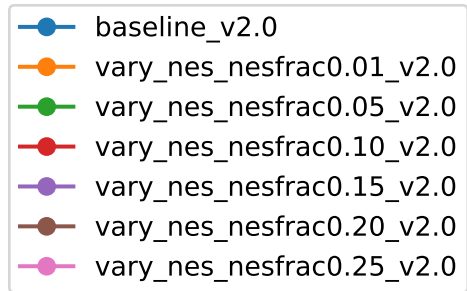 baseline_v2.0
vary_nes_nesfrac0.01_v2.0
vary_nes_nesfrac0.05_v2.0
vary_nes_nesfrac0.10_v2.0
vary_nes_nesfrac0.15_v2.0
vary_nes_nesfrac0.20_v2.0
vary_nes_nesfrac0.25_v2.0